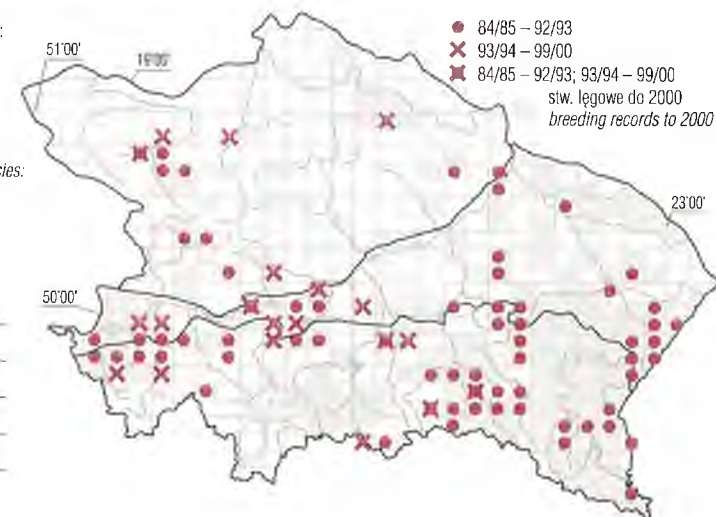 :
51°00'
19°00'
84/85 – 92/93
93/94 – 99/00
84/85 – 92/93; 93/94 – 99/00
stw. lęgowe do 2000
breeding records to 2000
cies:
23°00'
50°00'